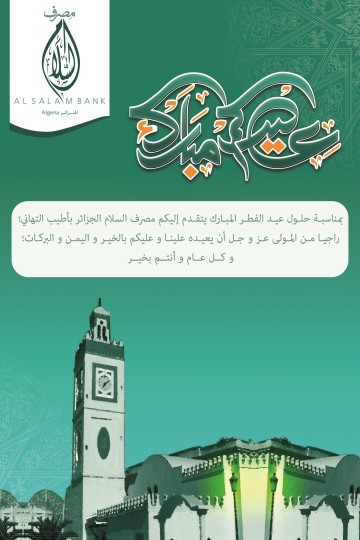 مصرف
السلام
AL SALAM BANK
Algeria الجزائر
عيدكم مبارك
بمناسبة حلول عيد الفطر المبارك يتقدم إليكم مصرف السلام الجزائر بأطيب التهاني؛
راجيا من المولى عز و جل أن يعيده علينا و عليكم بالخير و اليمن و البركات؛
و كل عام و أنتم بخير